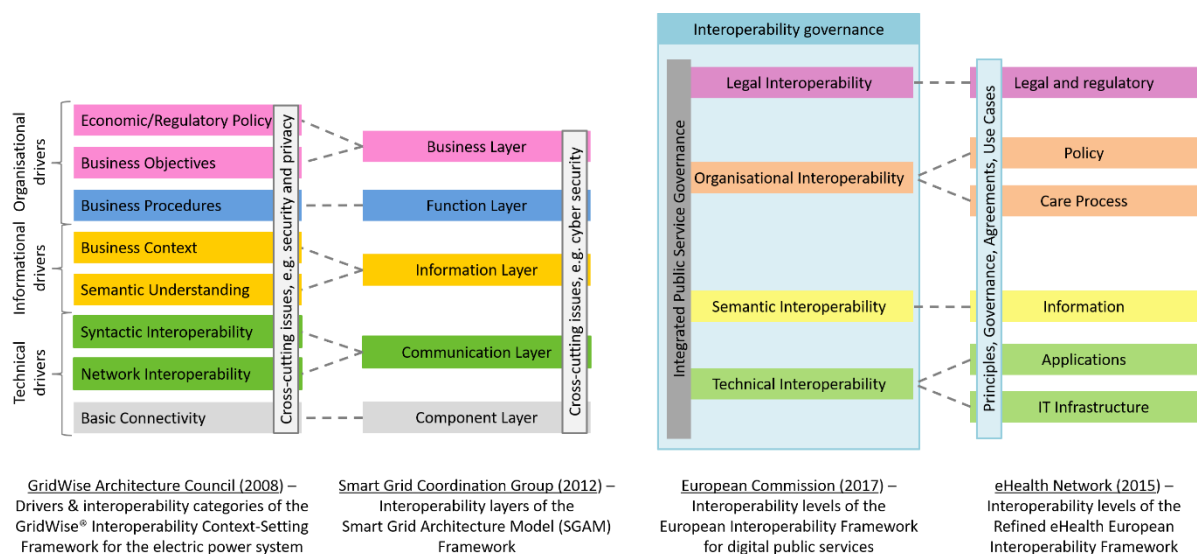 Organisational
drivers
Informational
drivers
Technical
drivers
Economic/Regulatory Policy
Business Objectives
Business Procedures
Business Context
Semantic Understanding
Syntactic Interoperability
Network Interoperability
Basic Connectivity
Cross-cutting issues, e.g. security and privacy
Business Layer
Function Layer
Information Layer
Communication Layer
Component Layer
Cross-cutting issues, e.g. cyber security
Interoperability governance
Integrated Public Service Governance
Legal Interoperability
Organisational Interoperability
Semantic Interoperability
Technical Interoperability
Principles, Governance, Agreements, Use Cases
Legal and regulatory
Policy
Care Process
Information
Applications
IT Infrastructure
GridWise Architecture Council (2008) –
Drivers & interoperability categories of the
GridWise® Interoperability Context-Setting
Framework for the electric power system
Smart Grid Coordination Group (2012) –
Interoperability layers of the
Smart Grid Architecture Model (SGAM)
Framework
European Commission (2017) –
Interoperability levels of the
European Interoperability Framework
for digital public services
eHealth Network (2015) –
Interoperability levels of the
Refined eHealth European
Interoperability Framework